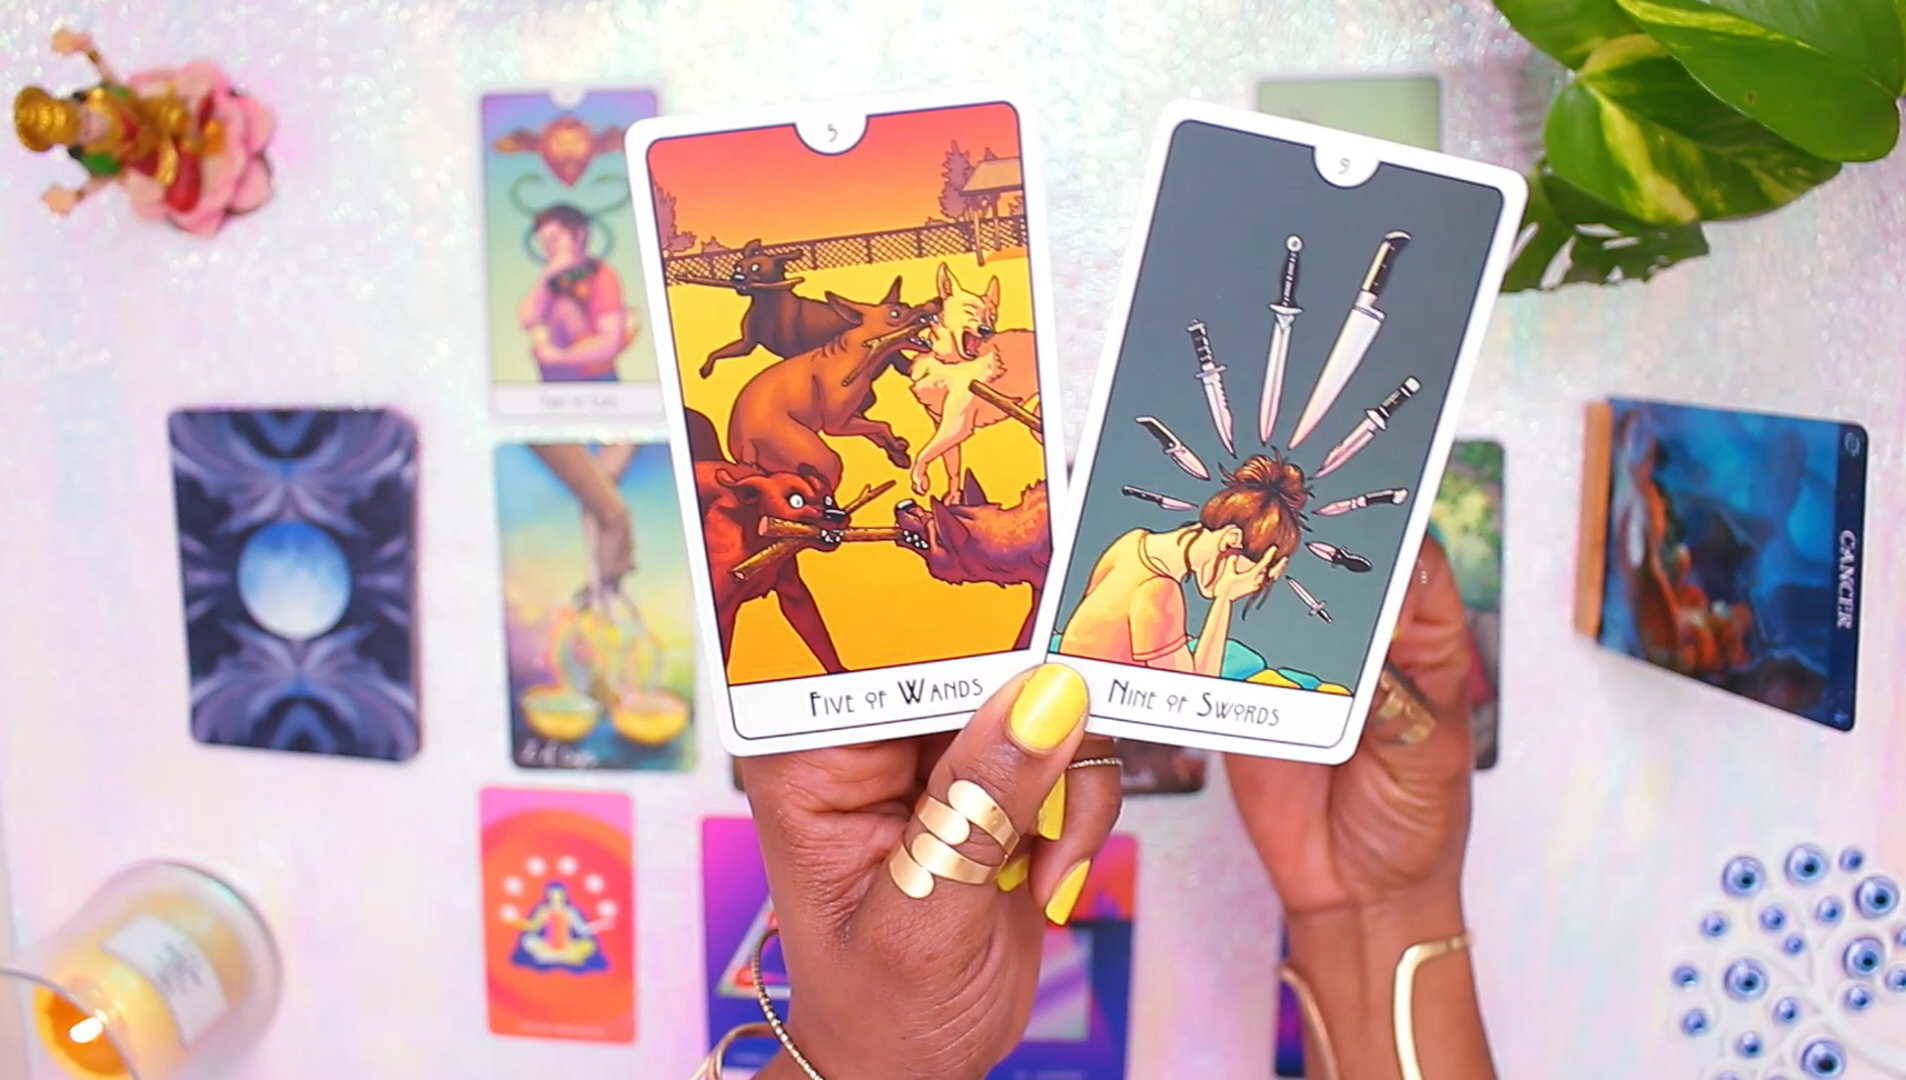 5
9
FIVE OF WANDS
NINE OF SWORDS
CANCER